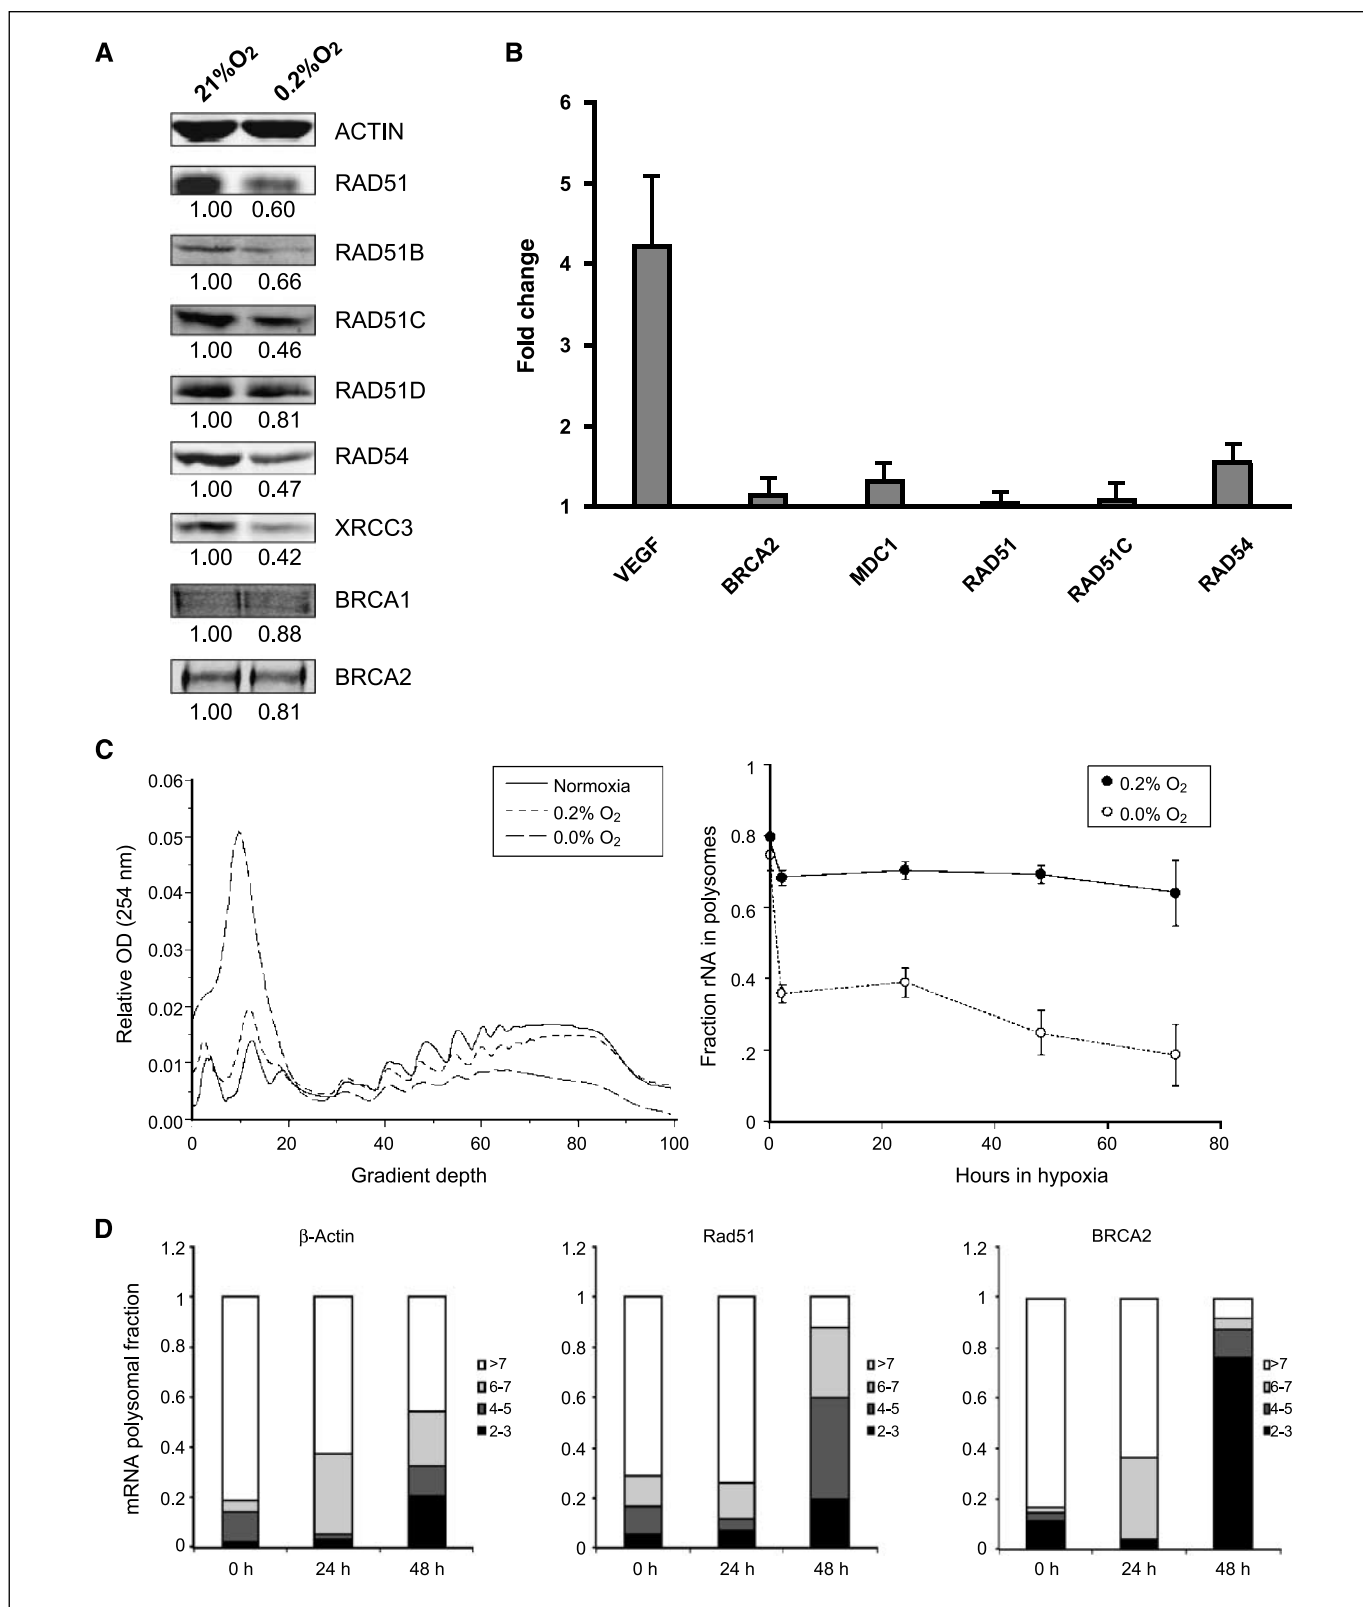 A
21%O2 0.2%O2
ACTIN
RAD51
1.00 0.60
RAD51B
1.00 0.66
RAD51C
1.00 0.46
RAD51D
1.00 0.81
RAD54
1.00 0.47
XRCC3
1.00 0.42
BRCA1
1.00 0.88
BRCA2
1.00 0.81
B
Fold change
6
5
4
3
2
1
VEGF BRCA2 MDC1 RAD51 RAD51C RAD54
C
Relative OD (254 nm)
0.06
0.05
0.04
0.03
0.02
0.01
0.00
0 20 40 60 80 100
Gradient depth
Normoxia
0.2% O2
0.0% O2
Fraction rNA in polysomes
1
0.8
0.6
0.4
.2
0
0 20 40 60 80
Hours in hypoxia
0.2% O2
0.0% O2
D
mRNA polysomal fraction
β-Actin
1.2
1
0.8
0.6
0.4
0.2
0
0 h 24 h 48 h
>7
6-7
4-5
2-3
Rad51
1.2
1
0.8
0.6
0.4
0.2
0
0 h 24 h 48 h
>7
6-7
4-5
2-3
BRCA2
1.2
1
0.8
0.6
0.4
0.2
0
0 h 24 h 48 h
>7
6-7
4-5
2-3